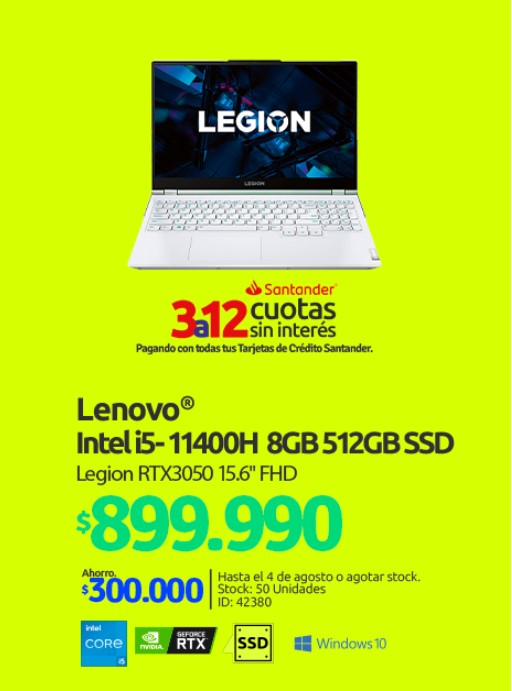 LEGION
LEGION
Santander
3a12 cuotas
sin interés
Pagando con todas tus Tarjetas de Crédito Santander.
Lenovo®
Intel i5- 11400H 8GB 512GB SSD
Legion RTX3050 15.6" FHD
$899.990
Ahorro.
$300.000
Hasta el 4 de agosto o agotar stock.
Stock: 50 Unidades
ID: 42380
intel
CORE
i5
NVIDIA.
GEFORCE
RTX
SSD
Windows 10